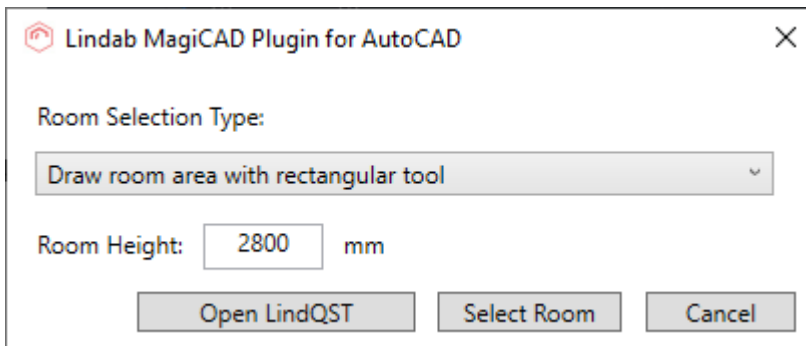 Lindab MagiCAD Plugin for AutoCAD
Room Selection Type:
Draw room area with rectangular tool
Room Height: 2800 mm
Open LindQST Select Room Cancel